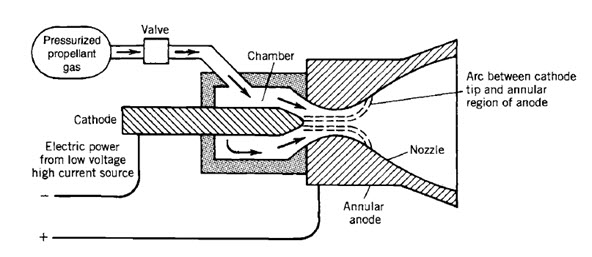 Pressurized
propellant
gas
Valve
Chamber
Arc between cathode
tip and annular
region of anode
Cathode
Electric power
from low voltage
high current source
Nozzle
Annular
anode
−
+